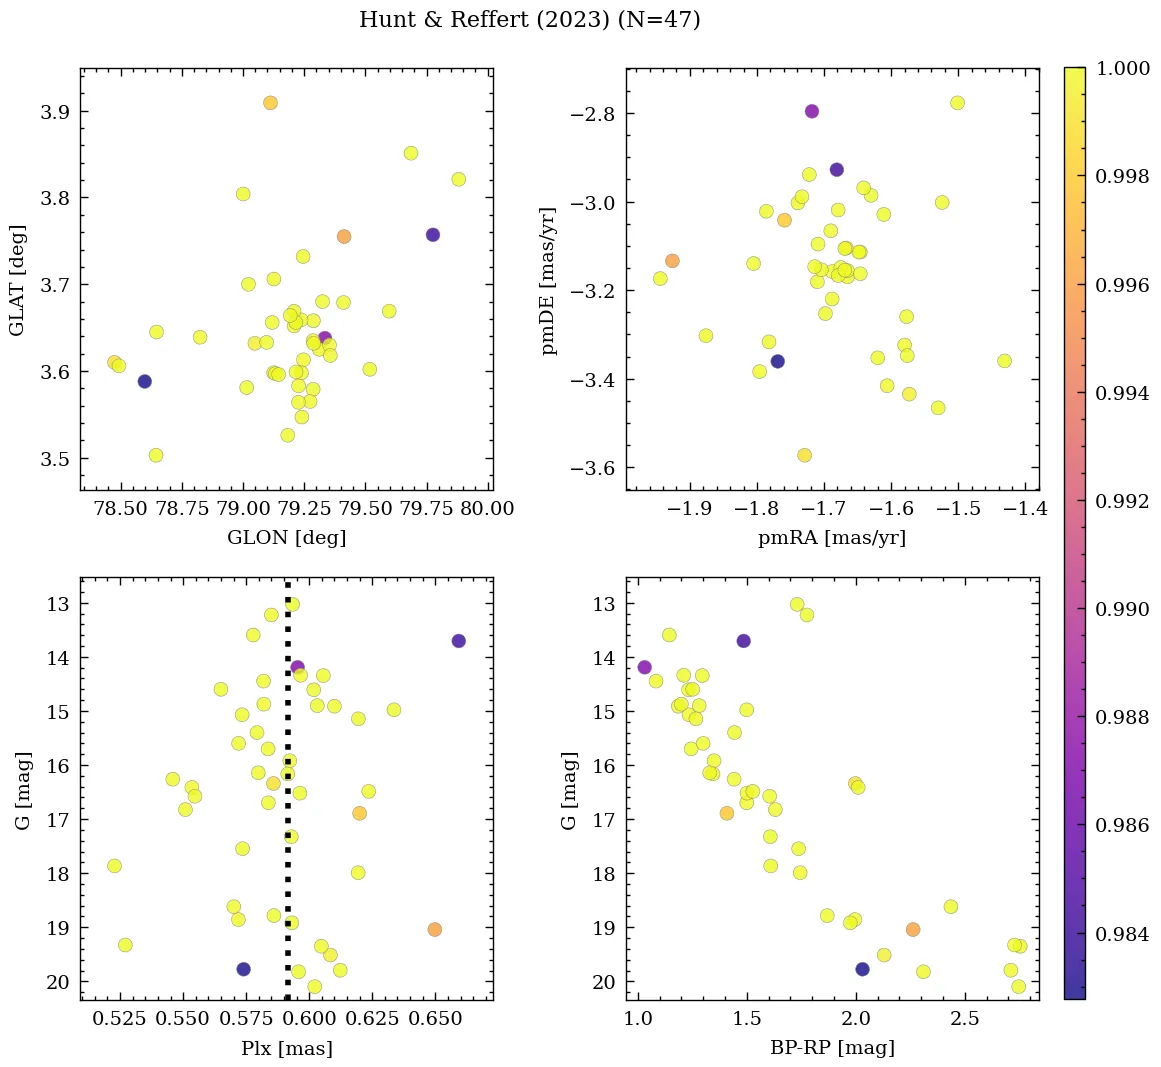 Hunt & Reffert (2023) (N=47)
3.9
3.8
3.7
3.6
3.5
GLAT [deg]
78.50 78.75 79.00 79.25 79.50 79.75 80.00
GLON [deg]
−2.8
−3.0
−3.2
−3.4
−3.6
pmDE [mas/yr]
−1.9 −1.8 −1.7 −1.6 −1.5 −1.4
pmRA [mas/yr]
13
14
15
16
17
18
19
20
G [mag]
0.525 0.550 0.575 0.600 0.625 0.650
Plx [mas]
13
14
15
16
17
18
19
20
G [mag]
1.0 1.5 2.0 2.5
BP-RP [mag]
1.000
0.998
0.996
0.994
0.992
0.990
0.988
0.986
0.984